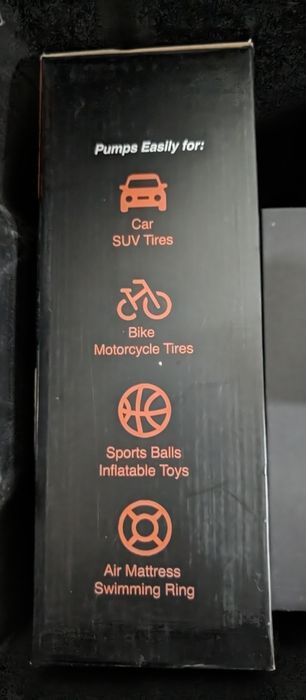 Pumps Easily for:
Car
SUV Tires
Bike
Motorcycle Tires
Sports Balls
Inflatable Toys
Air Mattress
Swimming Ring